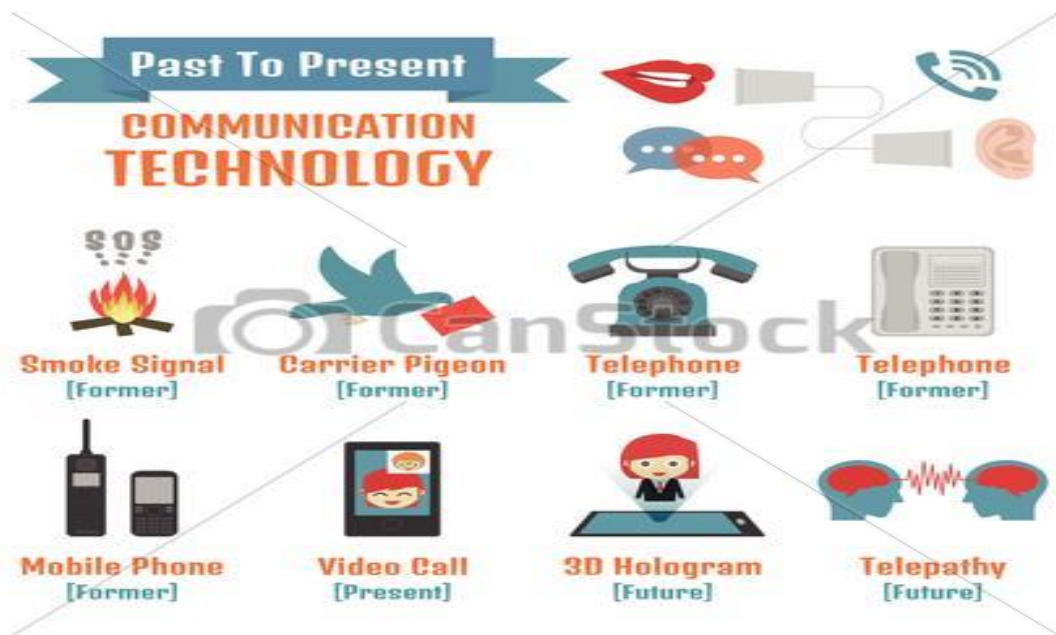 Past To Present
COMMUNICATION
TECHNOLOGY
SOS
CanStock
Smoke Signal
[Former]
Carrier Pigeon
[Former]
Telephone
[Former]
Telephone
[Former]
Mobile Phone
[Former]
Video Call
[Present]
3D Hologram
[Future]
Telepathy
[Future]